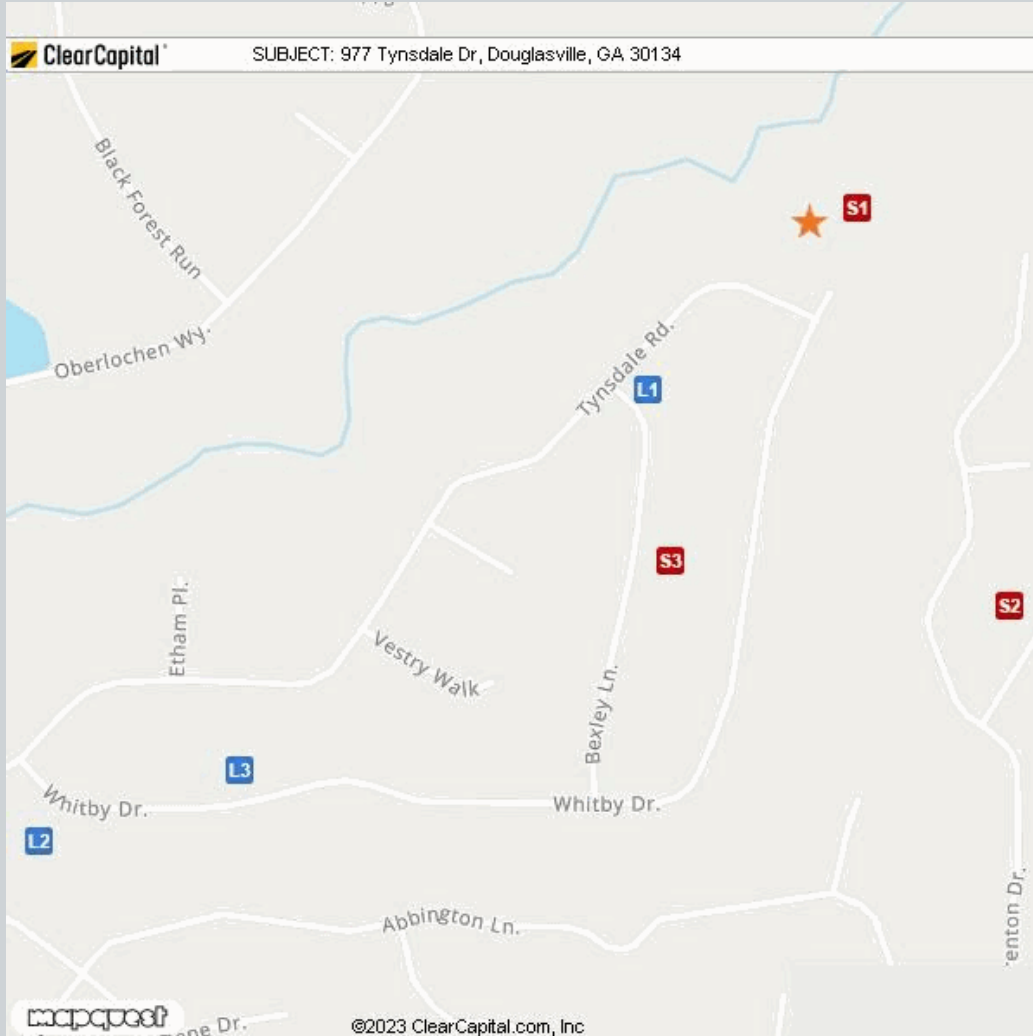 ClearCapital
SUBJECT: 977 Tynsdale Dr, Douglasville, GA 30134
Black Forest Run
S1
Oberlochen Wy.
Tynsdale Rd.
L1
S3
S2
Etham Pl.
Vestry Walk
Bexley Ln.
L3
Whitby Dr.
Whitby Dr.
L2
Abbington Ln.
enton Dr.
mapquest
©2023 ClearCapital.com, Inc